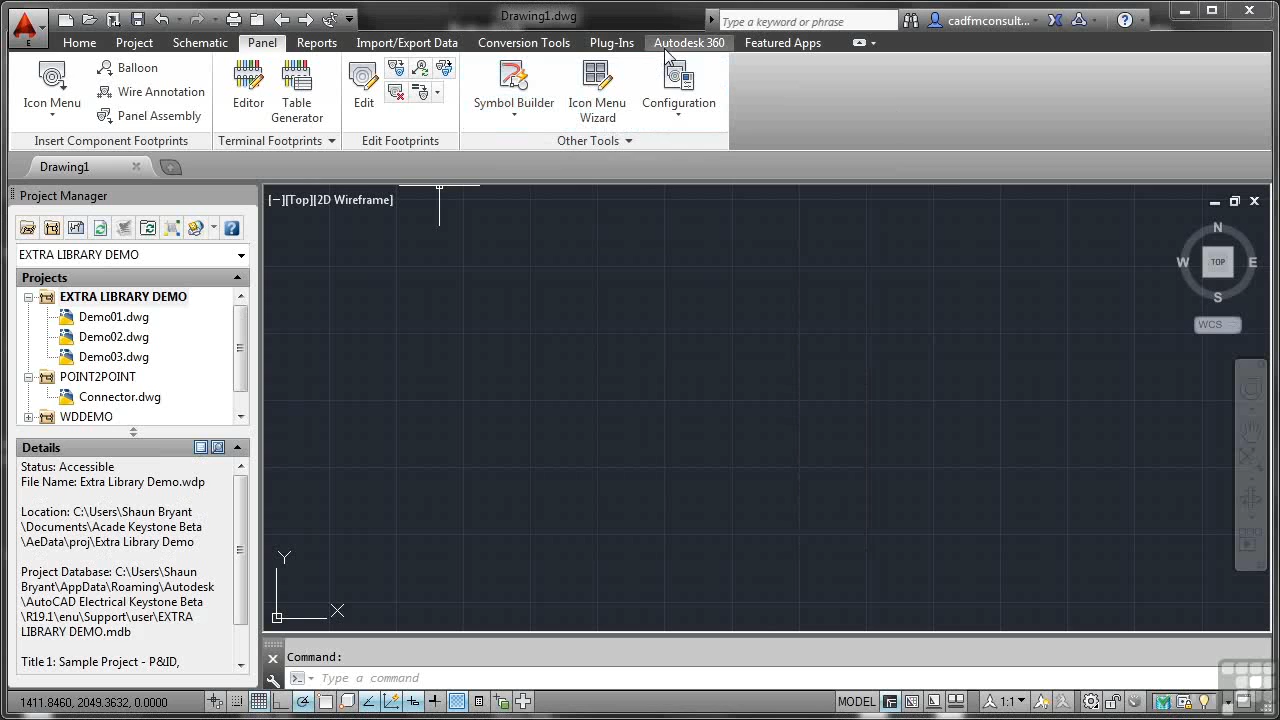 Drawing1.dwg
Type a keyword or phrase
cadfmconsult...
E
Home
Project
Schematic
Panel
Reports
Import/Export Data
Conversion Tools
Plug-Ins
Autodesk 360
Featured Apps
Icon Menu
Balloon
Wire Annotation
Panel Assembly
Insert Component Footprints
Editor
Table
Generator
Terminal Footprints
Edit
Edit Footprints
Symbol Builder
Icon Menu
Wizard
Configuration
Other Tools
Drawing1
Project Manager
EXTRA LIBRARY DEMO
Projects
EXTRA LIBRARY DEMO
Demo01.dwg
Demo02.dwg
Demo03.dwg
POINT2POINT
Connector.dwg
WDDEMO
Details
Status: Accessible
File Name: Extra Library Demo.wdp
Location: C:\Users\Shaun Bryant
\Documents\Acade Keystone Beta
\AeData\proj\Extra Library Demo
Project Database: C:\Users\Shaun
Bryant\AppData\Roaming\Autodesk
\AutoCAD Electrical Keystone Beta
\R19.1\enu\Support\user\EXTRA
LIBRARY DEMO.mdb
Title 1: Sample Project - P&ID,
[−][Top][2D Wireframe]
N
W
TOP
E
S
WCS
Y
X
Command:
Type a command
1411.8460, 2049.3632, 0.0000
MODEL
1:1